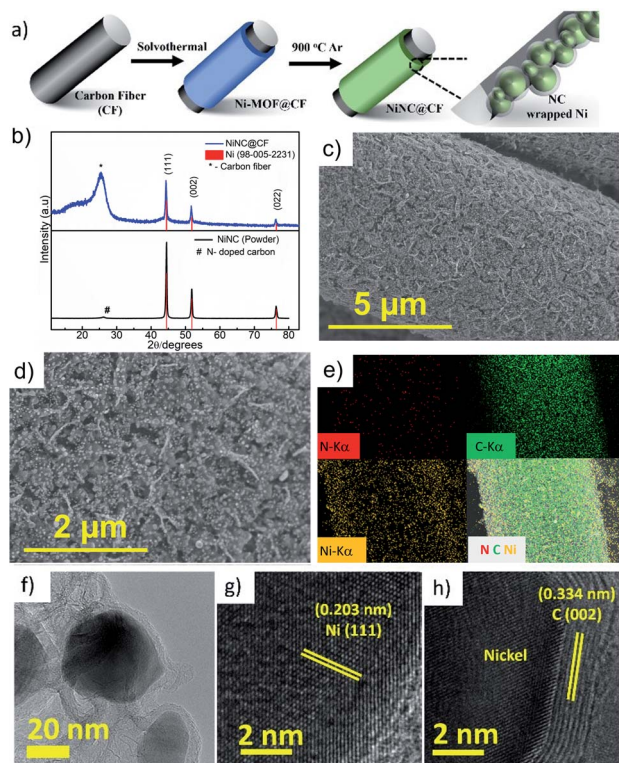 a)
Solvothermal
900 °C Ar
Carbon Fiber
(CF)
Ni-MOF@CF
NiNC@CF
NC
wrapped Ni
b)
NiNC@CF
Ni (98-005-2231)
* - Carbon fiber
*
(111)
(002)
(022)
NiNC (Powder)
# N- doped carbon
#
Intensity (a.u)
20 30 40 50 60 70 80
2θ/degrees
c)
5 µm
d)
2 µm
e)
N-Kα
C-Kα
Ni-Kα
N C Ni
f)
20 nm
g)
(0.203 nm)
Ni (111)
2 nm
h)
(0.334 nm)
C (002)
Nickel
2 nm